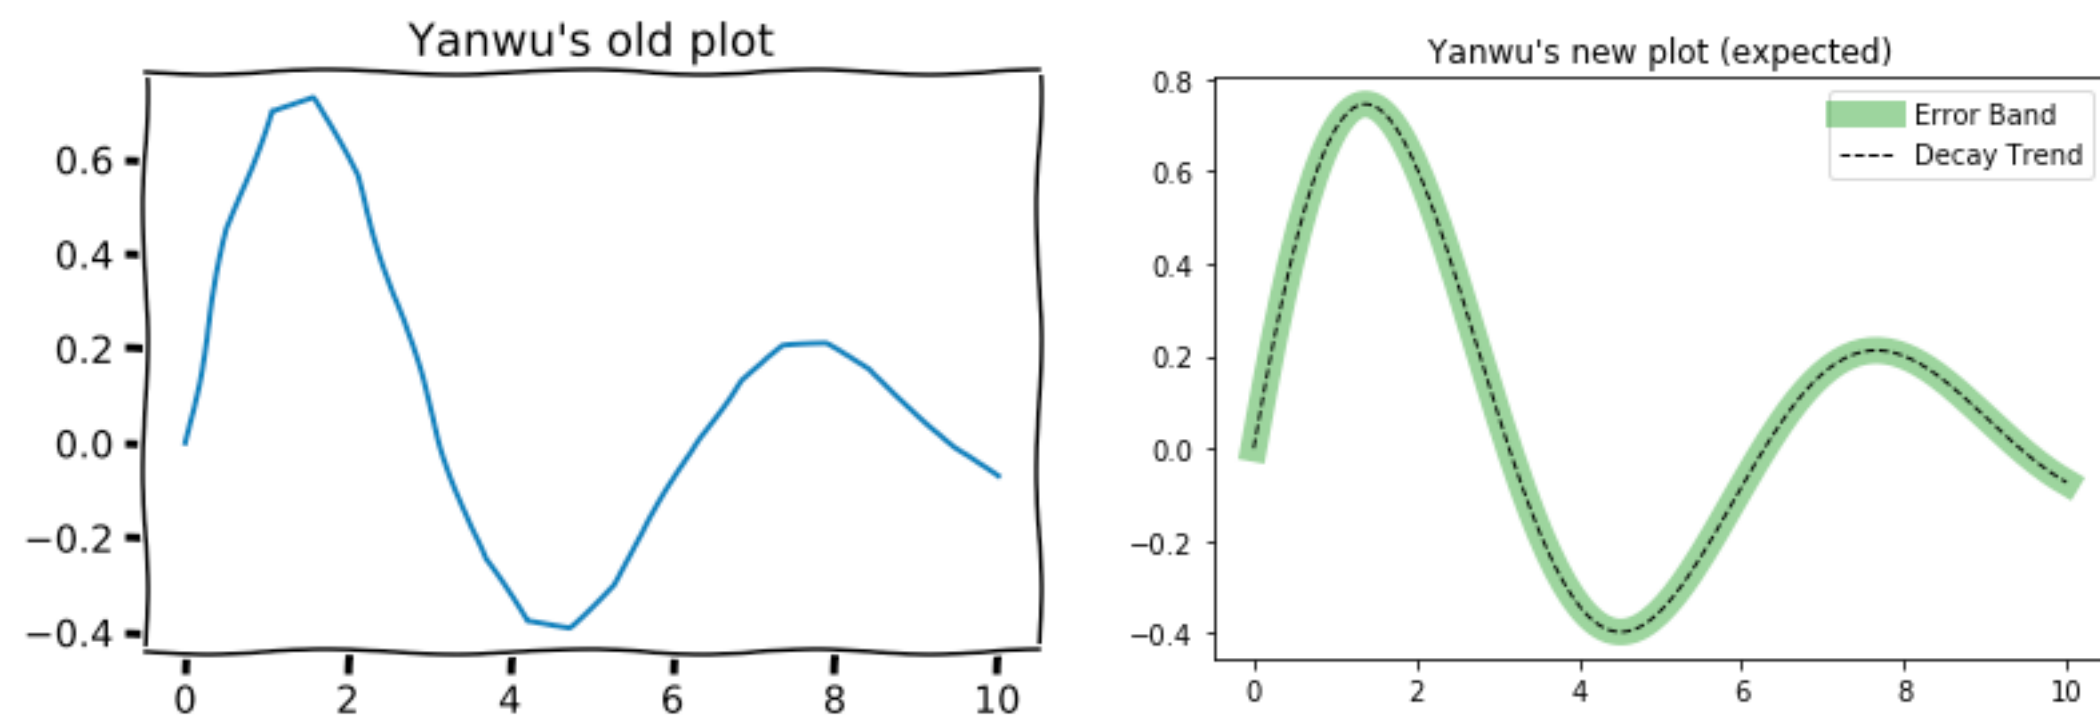 Yanwu's old plot
0.6
0.4
0.2
0.0
−0.2
−0.4
0 2 4 6 8 10
Yanwu's new plot (expected)
0.8
0.6
0.4
0.2
0.0
−0.2
−0.4
0 2 4 6 8 10
Error Band
Decay Trend